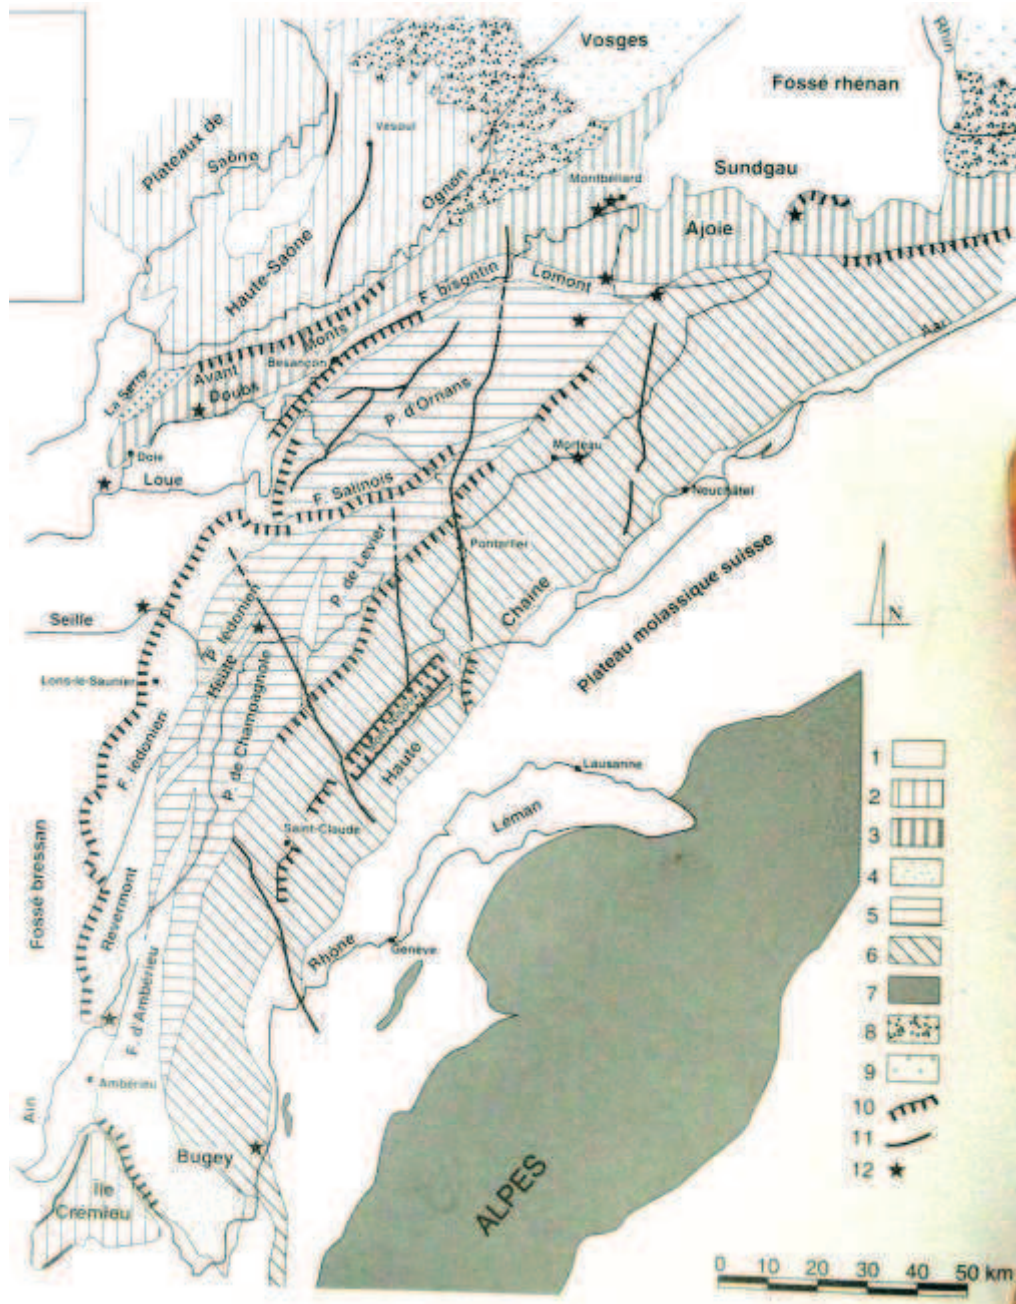 Vosges
Rhin
Fossé rhénan
Plateaux de
Saône
Vesoul
Sundgau
Montbéliard
Ognon
Ajoie
Haute-Saône
F. bisontin
Lomont
Monts
Besançon
Avant
La Serre
Doubs
Aar
P. d'Ornans
Morteau
Dole
Loue
F. Salinois
Neuchâtel
Pontarlier
P. de Levier
Plateau molassique suisse
Chaîne
N
Seille
P. lédonien
Haute
Lons-le-Saunier
P. de Champagnole
F. lédonien
Haute
Lausanne
Léman
Saint-Claude
Fossé bressan
Revermont
Rhône
Genève
F. d'Ambérieu
Ambérieu
Ain
Bugey
Ile
Crémieu
ALPES
1
2
3
4
5
6
7
8
9
10
11
12
0 10 20 30 40 50 km